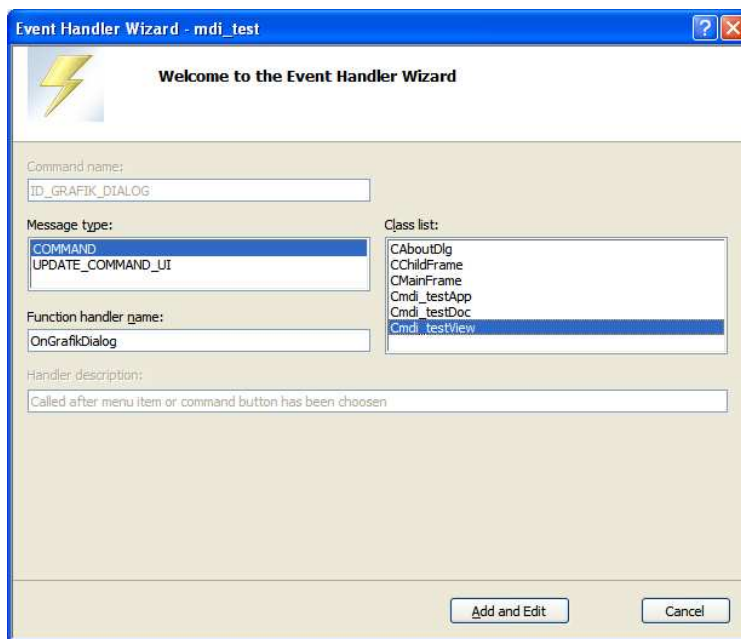 Event Handler Wizard - mdi_test
Welcome to the Event Handler Wizard
Command name:
ID_GRAFIK_DIALOG
Message type:
COMMAND
UPDATE_COMMAND_UI
Class list:
CAboutDlg
CChildFrame
CMainFrame
Cmdi_testApp
Cmdi_testDoc
Cmdi_testView
Function handler name:
OnGrafikDialog
Handler description:
Called after menu item or command button has been choosen
Add and Edit
Cancel